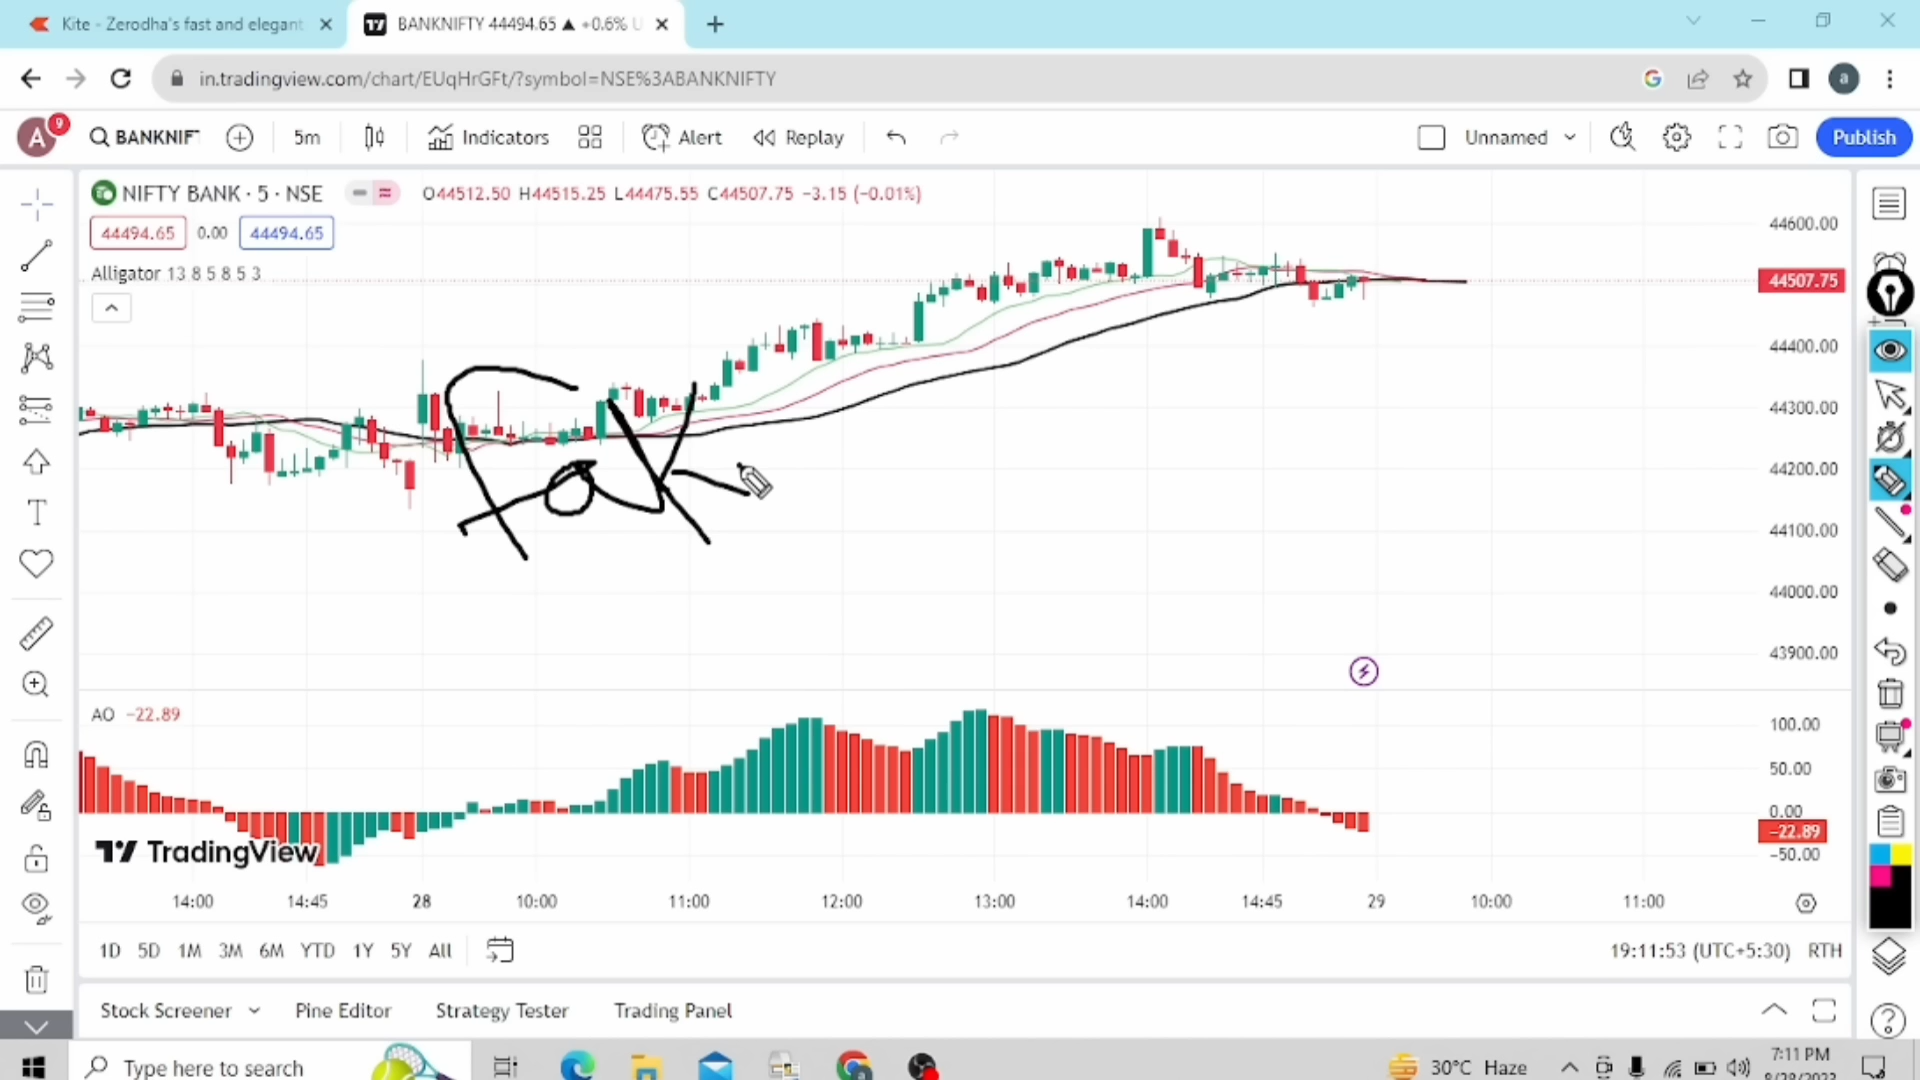 Kite - Zerodha's fast and elegant
BANKNIFTY 44494.65 ▲ +0.6% U
in.tradingview.com/chart/EUqHrGFt/?symbol=NSE%3ABANKNIFTY
a
A 9
BANKNIF
5m
Indicators
Alert
Replay
Unnamed
Publish
NIFTY BANK · 5 · NSE
O44512.50 H44515.25 L44475.55 C44507.75 −3.15 (−0.01%)
44494.65 0.00 44494.65
Alligator 13 8 5 8 5 3
44600.00
44507.75
44400.00
44300.00
44200.00
44100.00
44000.00
43900.00
Fak
AO −22.89
100.00
50.00
0.00
−22.89
−50.00
TradingView
14:00 14:45 28 10:00 11:00 12:00 13:00 14:00 14:45 29 10:00 11:00
1D 5D 1M 3M 6M YTD 1Y 5Y All
19:11:53 (UTC+5:30) RTH
Stock Screener Pine Editor Strategy Tester Trading Panel
Type here to search
30°C Haze
7:11 PM
8/28/2023